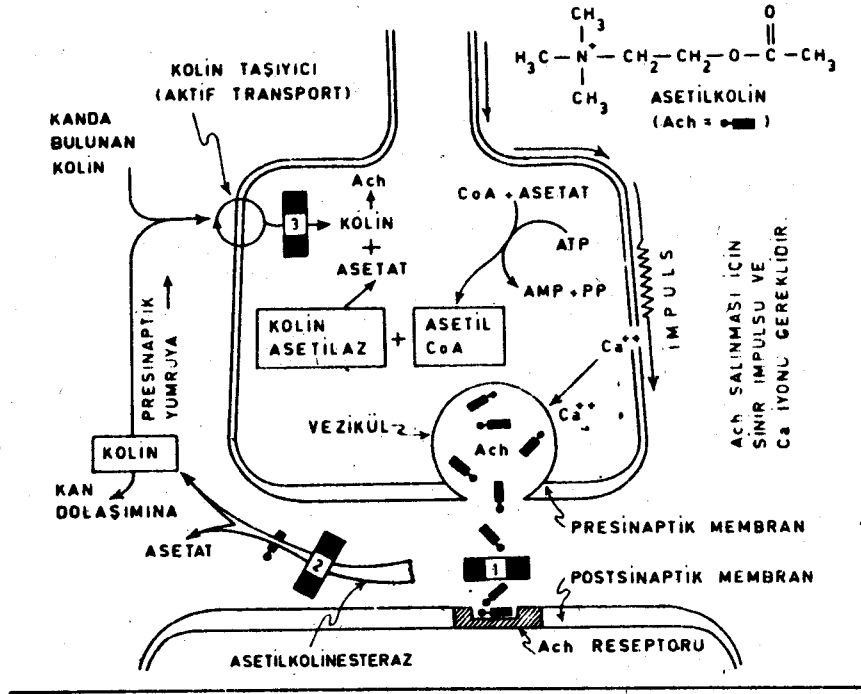 KOLİN TAŞIYICI
(AKTİF TRANSPORT)
KANDA
BULUNAN
KOLİN
O
CH3
H3C-N+-CH2-CH2-O-C-CH3
CH3
ASETİLKOLİN
(Ach= )
Ach
3
KOLİN
+
ASETAT
CoA + ASETAT
ATP
AMP+PP
KOLİN
ASETİLAZ
+
ASETİL
CoA
PRESİNAPTİK
YUMRUYA
İMPULS
Ca++
Ca++
Ach SALINMASI İÇİN
SİNİR İMPULSU VE
Ca İYONU GEREKLİDİR.
VEZİKÜL
Ach
KOLİN
KAN
DOLAŞIMINA
ASETAT
2
1
PRESİNAPTİK MEMBRAN
POSTSİNAPTİK MEMBRAN
ASETİLKOLİNESTERAZ
Ach RESEPTORU